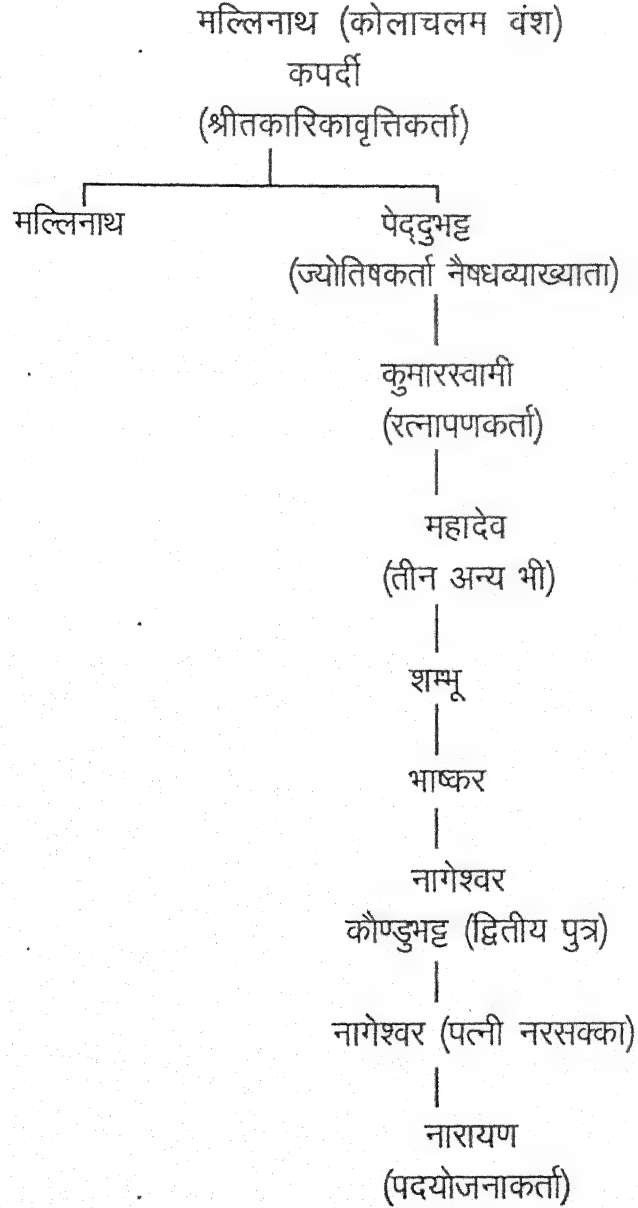 मल्लिनाथ (कोलाचलम वंश)
कपर्दी
(श्रीतकारिकावृत्तिकर्ता)
मल्लिनाथ
पेद्दुभट्ट
(ज्योतिषकर्ता नैषधव्याख्याता)
कुमारस्वामी
(रत्नापणकर्ता)
महादेव
(तीन अन्य भी)
शम्भू
भाष्कर
नागेश्वर
कौण्डुभट्ट (द्वितीय पुत्र)
नागेश्वर (पत्नी नरसक्का)
नारायण
(पदयोजनाकर्ता)